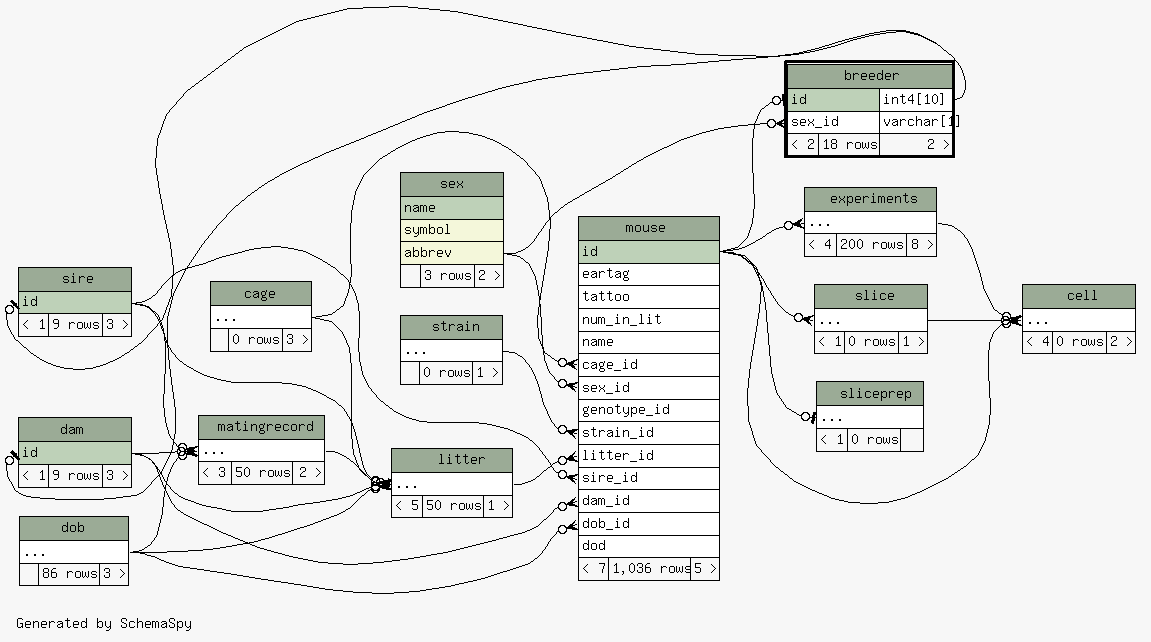 breeder
id int4[10]
sex_id varchar[1]
< 2 18 rows 2 >
sex
name
symbol
abbrev
3 rows 2 >
experiments
...
< 4 200 rows 8 >
mouse
id
eartag
tattoo
num_in_lit
name
cage_id
sex_id
genotype_id
strain_id
litter_id
sire_id
dam_id
dob_id
dod
< 7 1,036 rows 5 >
sire
id
< 1 9 rows 3 >
cage
...
0 rows 3 >
strain
...
0 rows 1 >
slice
...
< 1 0 rows 1 >
cell
...
< 4 0 rows 2 >
sliceprep
...
< 1 0 rows
dam
id
< 1 9 rows 3 >
matingrecord
...
< 3 50 rows 2 >
litter
...
< 5 50 rows 1 >
dob
...
86 rows 3 >
Generated by SchemaSpy